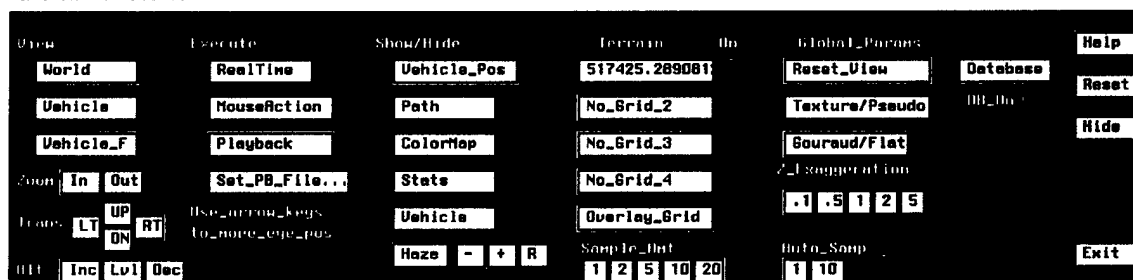 View Execute Show/Hide Terrain On Global_Params Help
World RealTime Vehicle_Pos 517425.289081 Reset_View Database
Reset
Vehicle MouseAction Path No_Grid_2 Texture/Pseudo DB_On
Hide
Vehicle_F Playback ColorMap No_Grid_3 Gouraud/Flat
Z_Exaggeration
Zoom In Out Set_PB_File... Stats No_Grid_4
.1 .5 1 2 5
Trans LT UP RT Use_arrow_keys Vehicle Overlay_Grid
DN to_move_eye_pos
Haze - + R Sample_Amt Auto_Samp Exit
Inc Lvl Dec 1 2 5 10 20 1 10